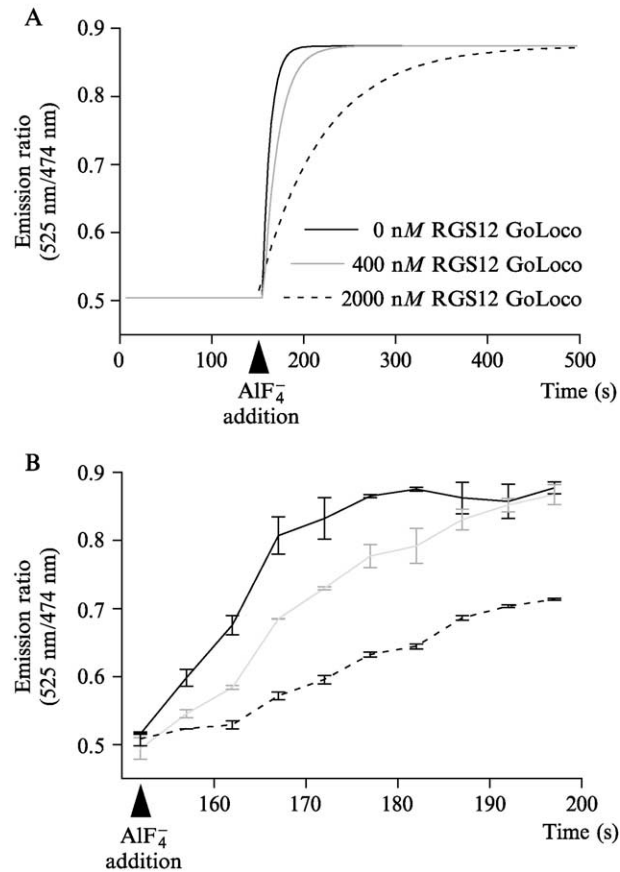 A
Emission ratio
(525 nm/474 nm)
0.9
0.8
0.7
0.6
0.5
0 nM RGS12 GoLoco
400 nM RGS12 GoLoco
2000 nM RGS12 GoLoco
0 100 200 300 400 500
AlF₄⁻
addition
Time (s)
B
Emission ratio
(525 nm/474 nm)
0.9
0.8
0.7
0.6
0.5
160 170 180 190 200
AlF₄⁻
addition
Time (s)